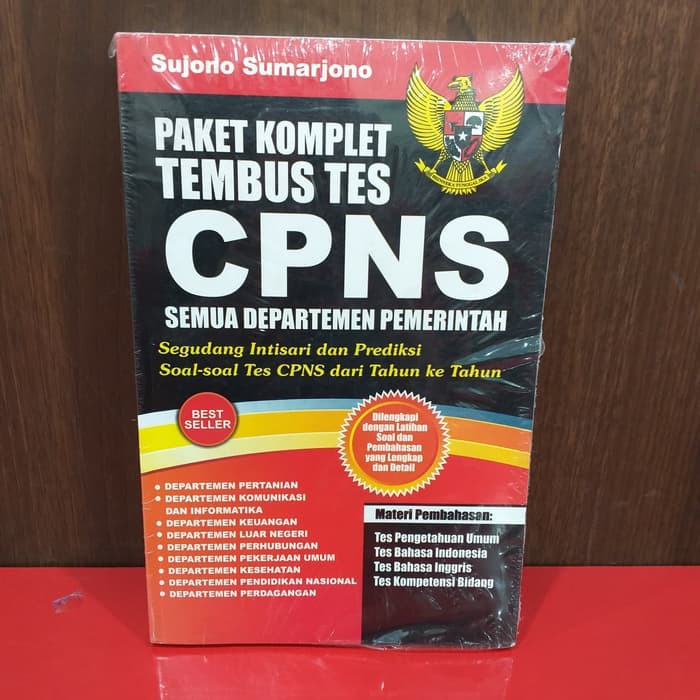 Sujono Sumarjono
PAKET KOMPLET
TEMBUS TES
CPNS
SEMUA DEPARTEMEN PEMERINTAH
Segudang Intisari dan Prediksi
Soal-soal Tes CPNS dari Tahun ke Tahun
BEST
SELLER
Dilengkapi
dengan Latihan
Soal dan
Pembahasan
yang Lengkap
dan Detail
• DEPARTEMEN PERTANIAN
• DEPARTEMEN KOMUNIKASI
DAN INFORMATIKA
• DEPARTEMEN KEUANGAN
• DEPARTEMEN LUAR NEGERI
• DEPARTEMEN PERHUBUNGAN
• DEPARTEMEN PEKERJAAN UMUM
• DEPARTEMEN KESEHATAN
• DEPARTEMEN PENDIDIKAN NASIONAL
• DEPARTEMEN PERDAGANGAN
Materi Pembahasan:
Tes Pengetahuan Umum
Tes Bahasa Indonesia
Tes Bahasa Inggris
Tes Kompetensi Bidang